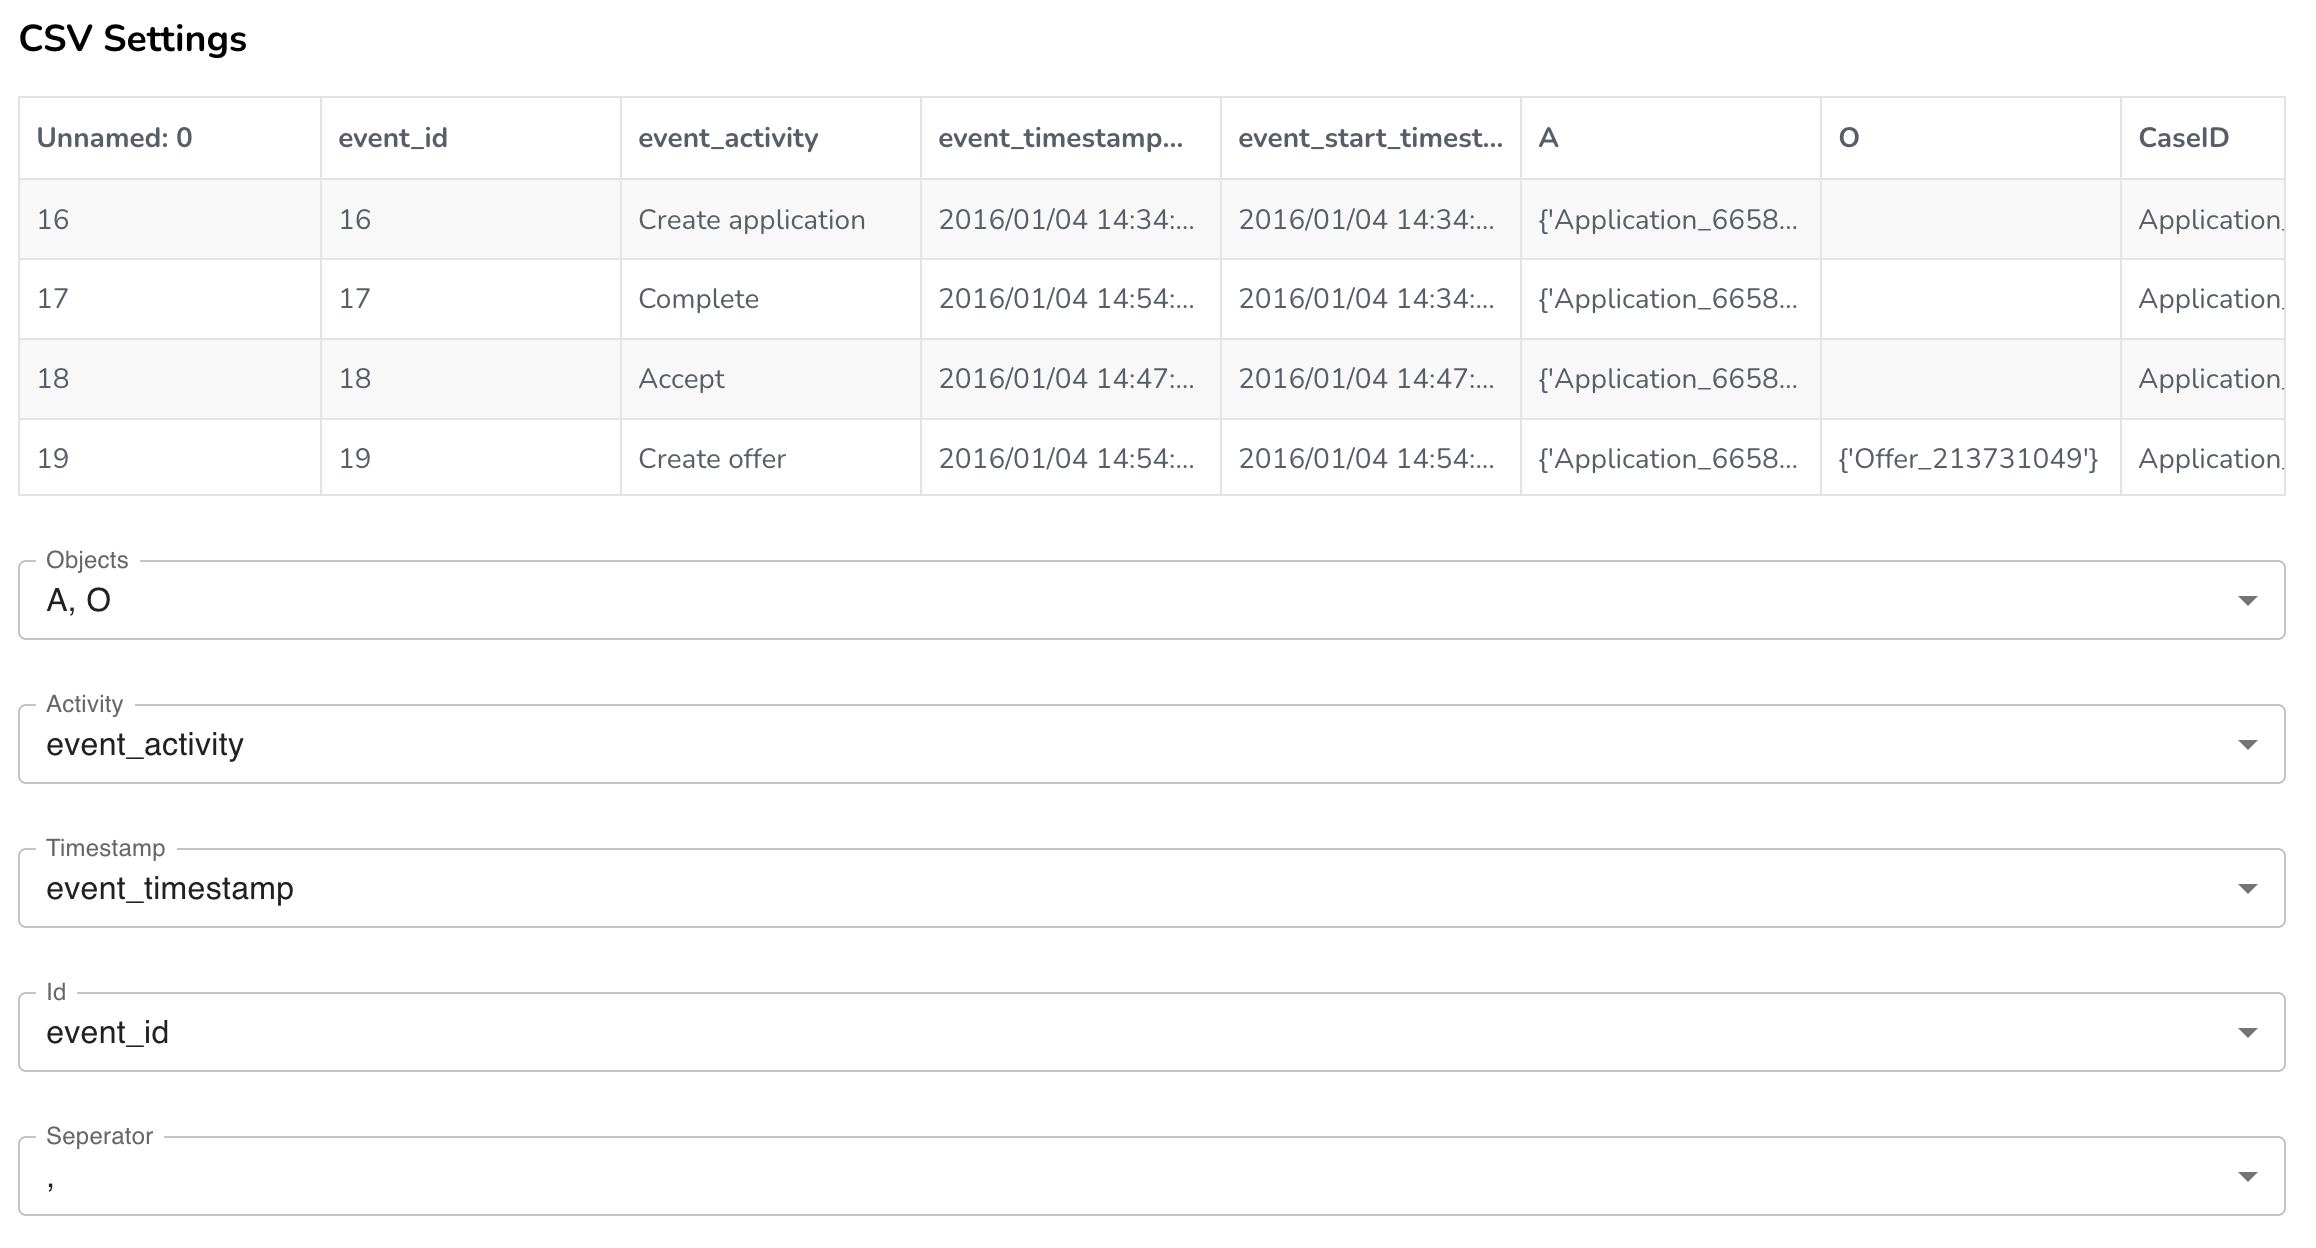 CSV Settings
Unnamed: 0 event_id event_activity event_timestamp... event_start_timest... A O CaseID
16 16 Create application 2016/01/04 14:34:... 2016/01/04 14:34:... {'Application_6658... Application_
17 17 Complete 2016/01/04 14:54:... 2016/01/04 14:34:... {'Application_6658... Application_
18 18 Accept 2016/01/04 14:47:... 2016/01/04 14:47:... {'Application_6658... Application_
19 19 Create offer 2016/01/04 14:54:... 2016/01/04 14:54:... {'Application_6658... {'Offer_213731049'} Application_
Objects
A, O
Activity
event_activity
Timestamp
event_timestamp
Id
event_id
Seperator
,